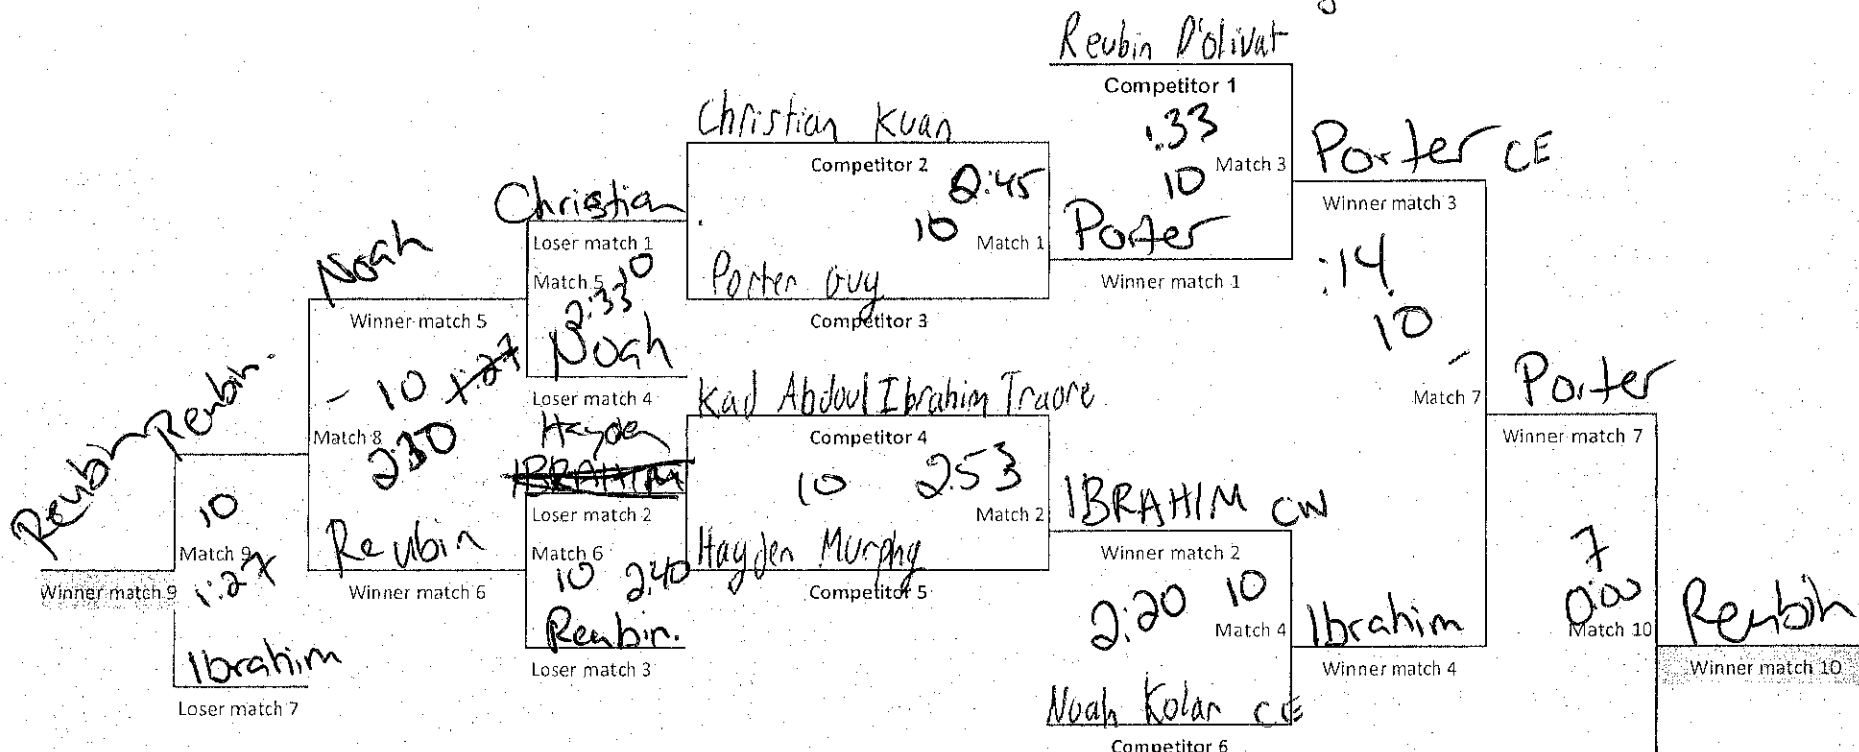 Reubin D'olivat
Competitor 1
:33
10
Match 3
Porter CE
Winner match 3
Christian Kuan
Competitor 2
2:45
10
Match 1
Porter
Winner match 1
Porter Guy
Competitor 3
Christian
Loser match 1
Match 5
10
2:33
Noah
Loser match 4
Noah
Winner match 5
10 1:27
Match 8
2:30
Hayden
IBRAHIM
Loser match 2
Match 6
10 2:40
Reubin.
Loser match 3
Reubin
Winner match 6
Kad Abdoul Ibrahim Traore
Competitor 4
10 2:53
Match 2
Hayden Murphy
Competitor 5
IBRAHIM CW
Winner match 2
2:20 10
Match 4
Noah Kolar CE
Competitor 6
Ibrahim
Winner match 4
:14
10
Match 7
Porter
Winner match 7
7
0:00
Match 10
Reubin
Winner match 10
Reubin.
10
Match 9
1:27
Ibrahim
Loser match 7
Reubin
Winner match 9